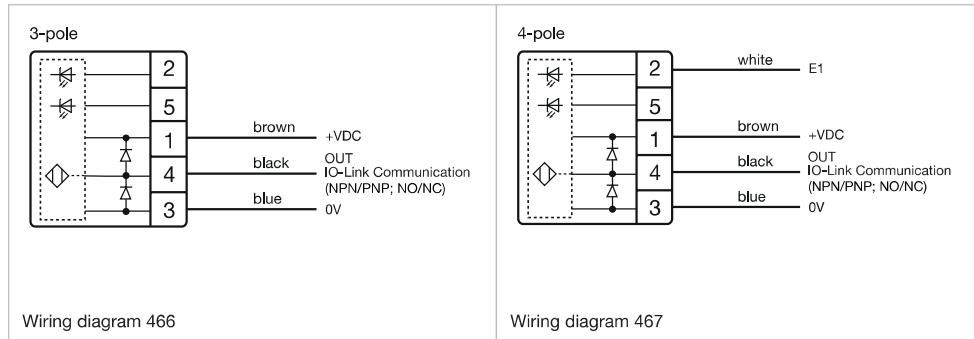 3-pole
2
5
1
4
3
brown
+VDC
black
OUT
IO-Link Communication
(NPN/PNP; NO/NC)
blue
0V
Wiring diagram 466
4-pole
2
5
1
4
3
white
E1
brown
+VDC
black
OUT
IO-Link Communication
(NPN/PNP; NO/NC)
blue
0V
Wiring diagram 467